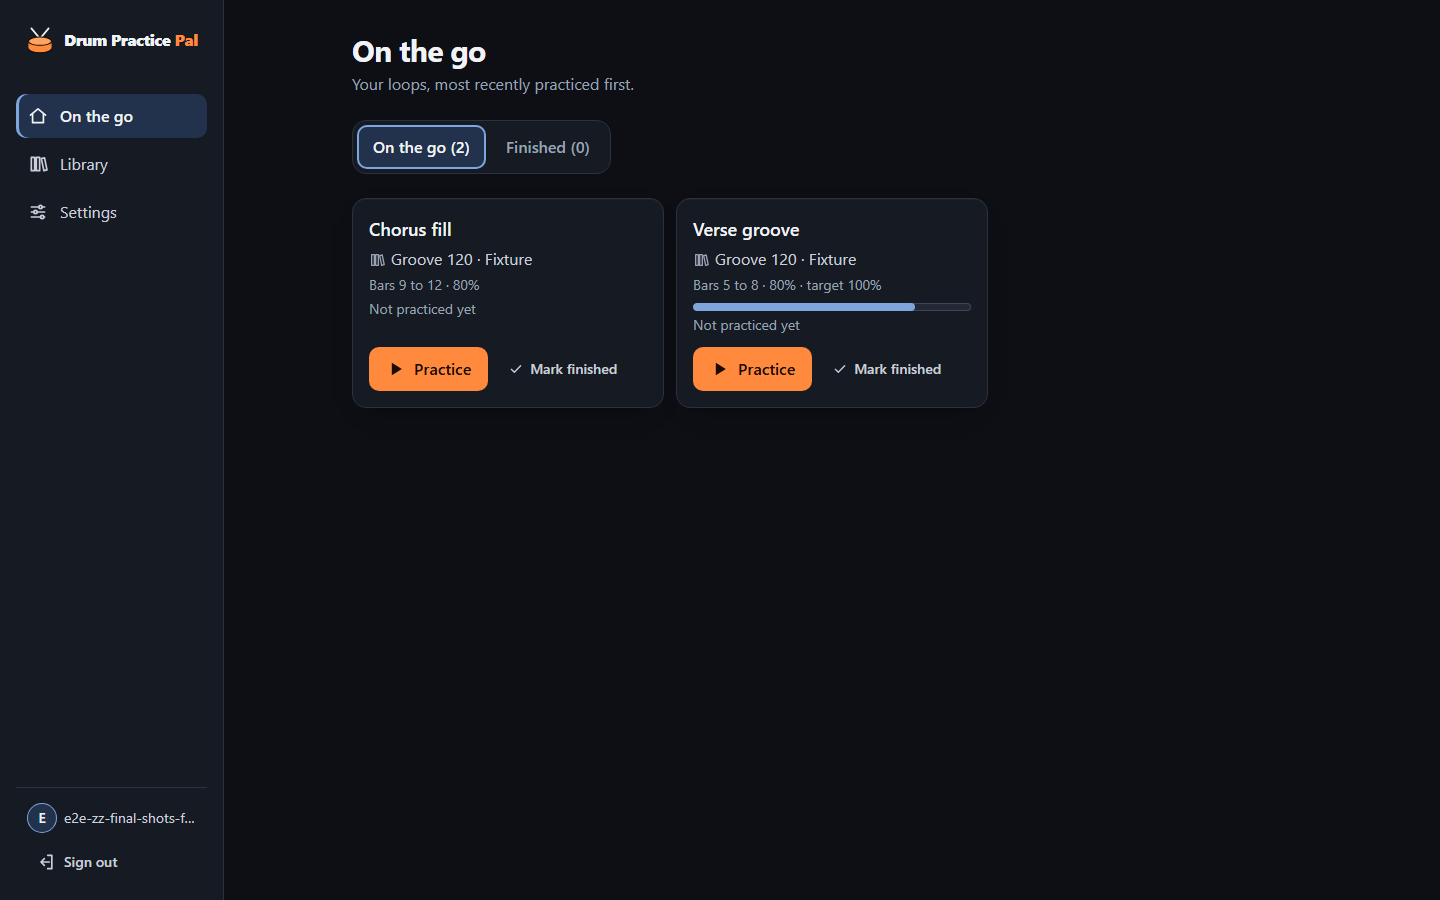 Drum Practice Pal
On the go
Library
Settings
e2e-zz-final-shots-f...
Sign out
On the go
Your loops, most recently practiced first.
On the go (2)
Finished (0)
Chorus fill
Groove 120 · Fixture
Bars 9 to 12 · 80%
Not practiced yet
Practice
Mark finished
Verse groove
Groove 120 · Fixture
Bars 5 to 8 · 80% · target 100%
Not practiced yet
Practice
Mark finished
E